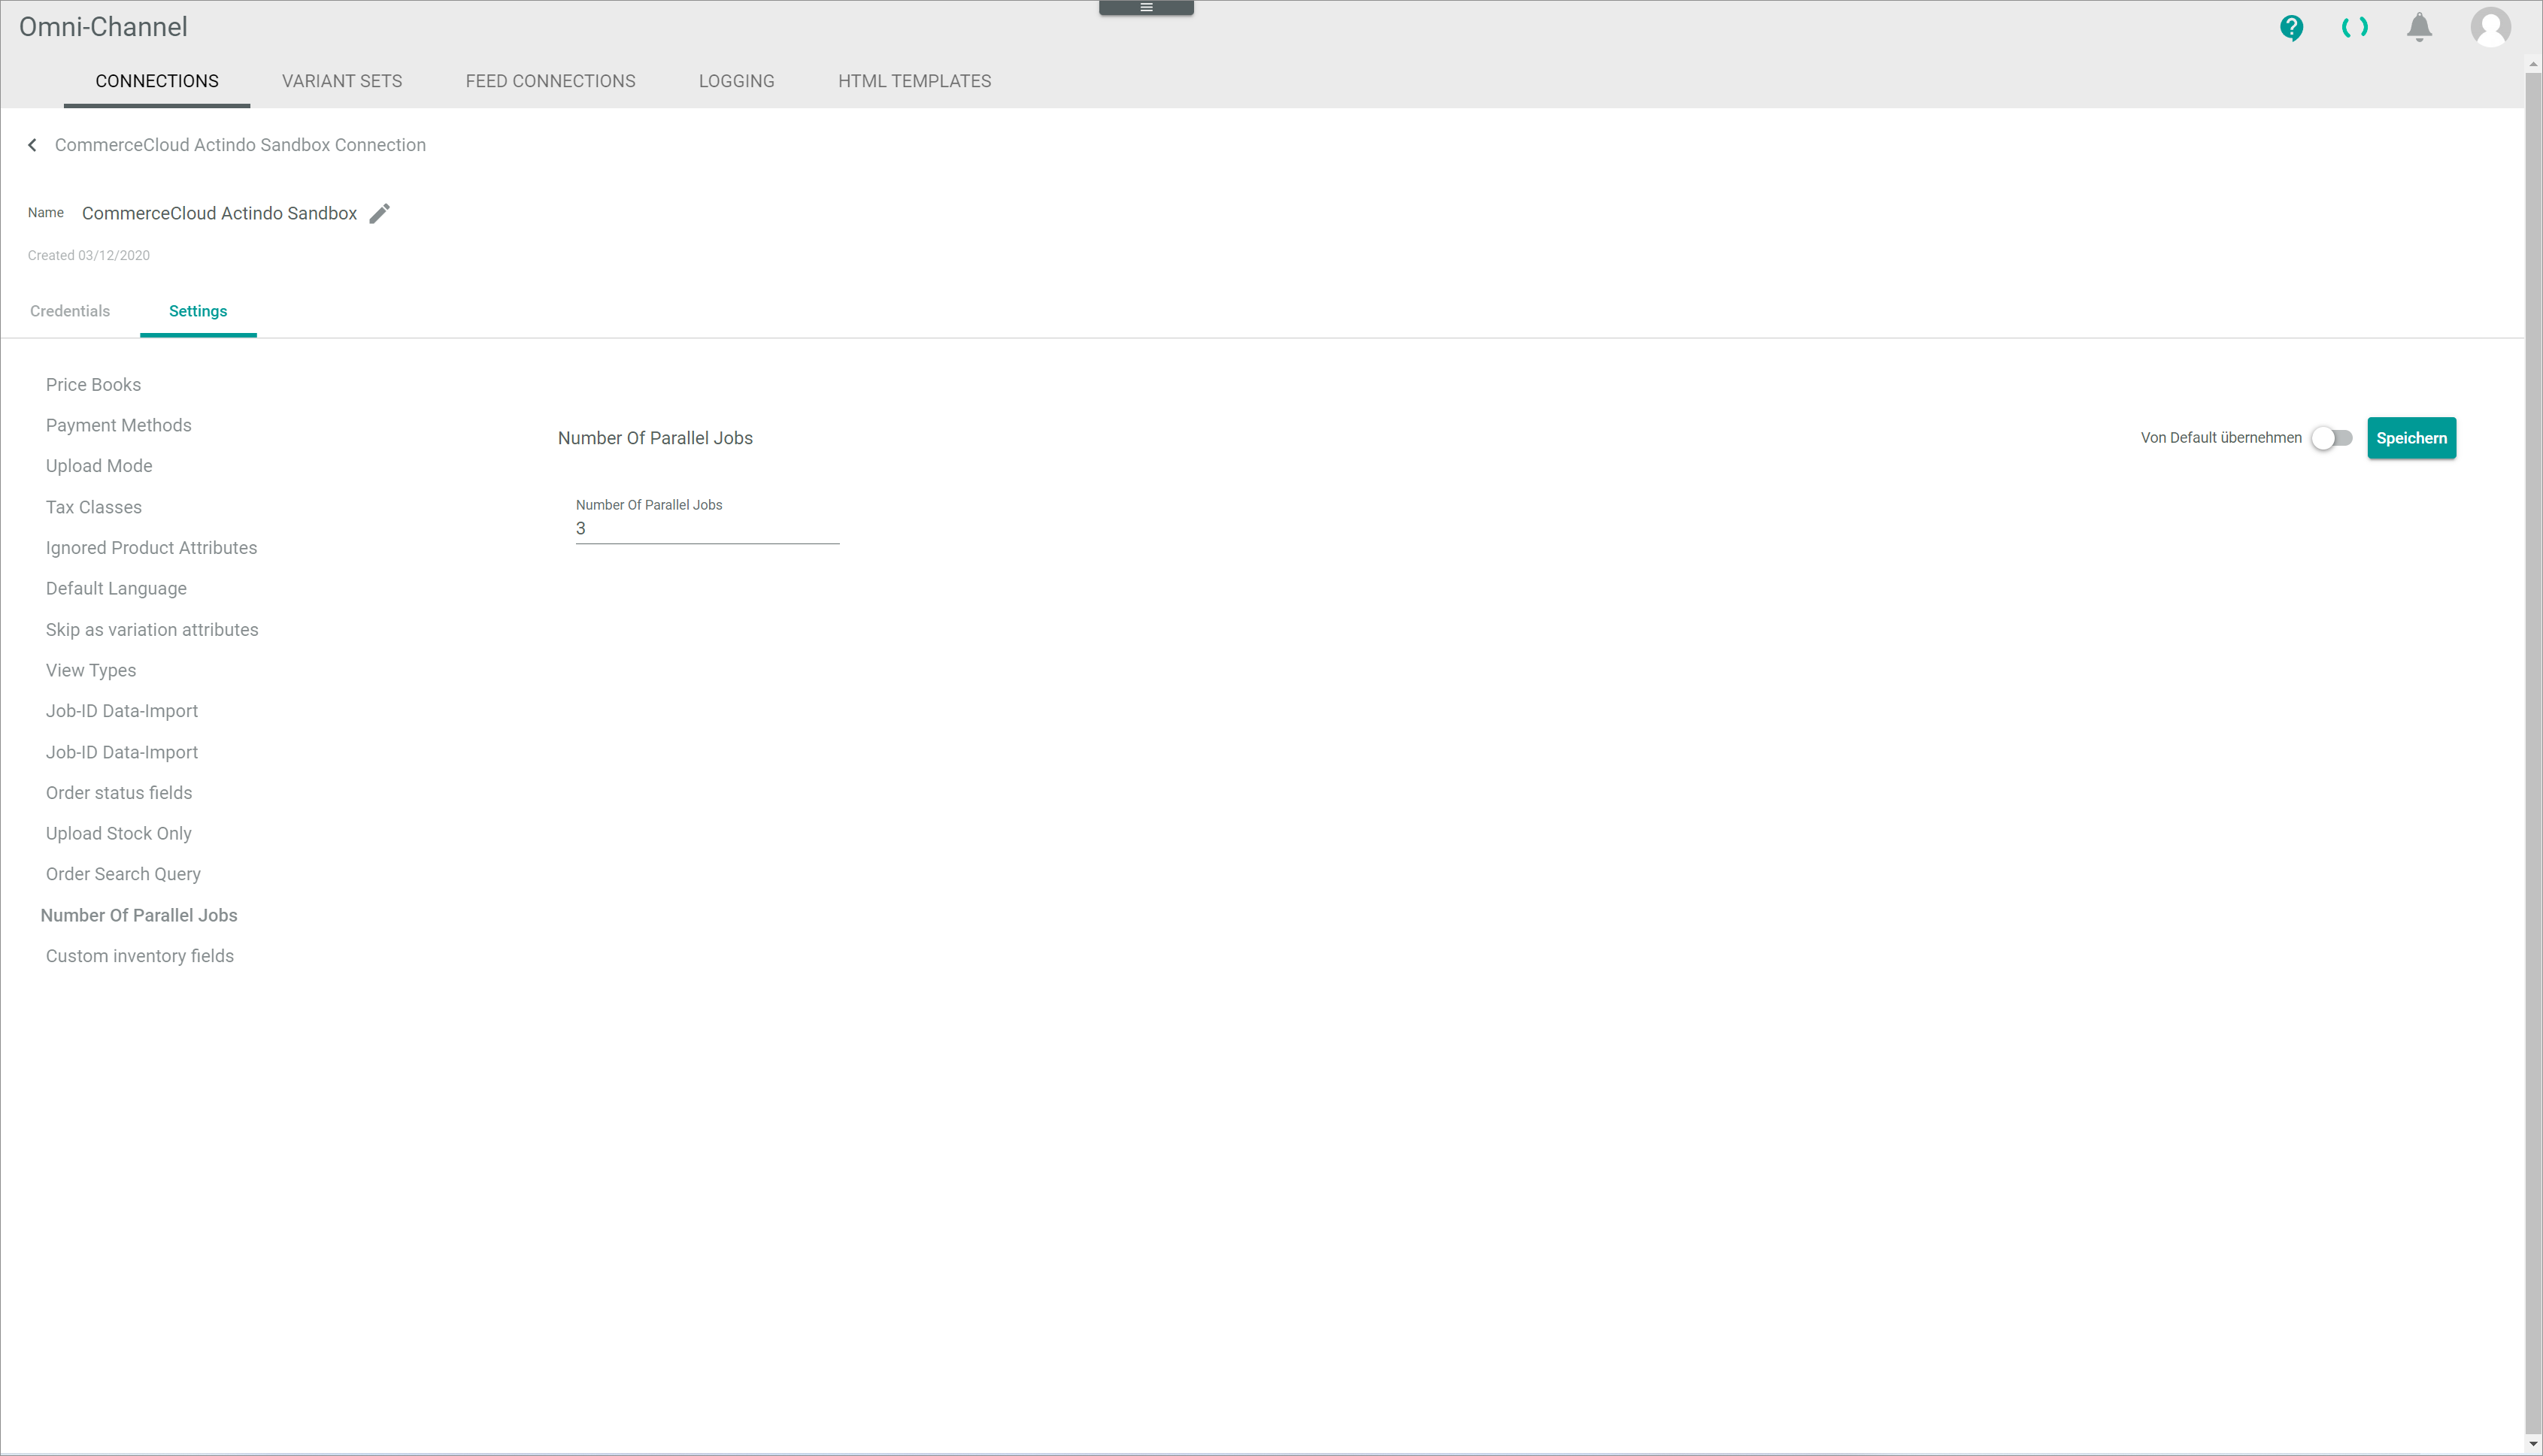 Omni-Channel
CONNECTIONS VARIANT SETS FEED CONNECTIONS LOGGING HTML TEMPLATES
CommerceCloud Actindo Sandbox Connection
Name CommerceCloud Actindo Sandbox
Created 03/12/2020
Credentials Settings
Price Books
Payment Methods
Upload Mode
Tax Classes
Ignored Product Attributes
Default Language
Skip as variation attributes
View Types
Job-ID Data-Import
Job-ID Data-Import
Order status fields
Upload Stock Only
Order Search Query
Number Of Parallel Jobs
Custom inventory fields
Number Of Parallel Jobs
Von Default übernehmen Speichern
Number Of Parallel Jobs
3